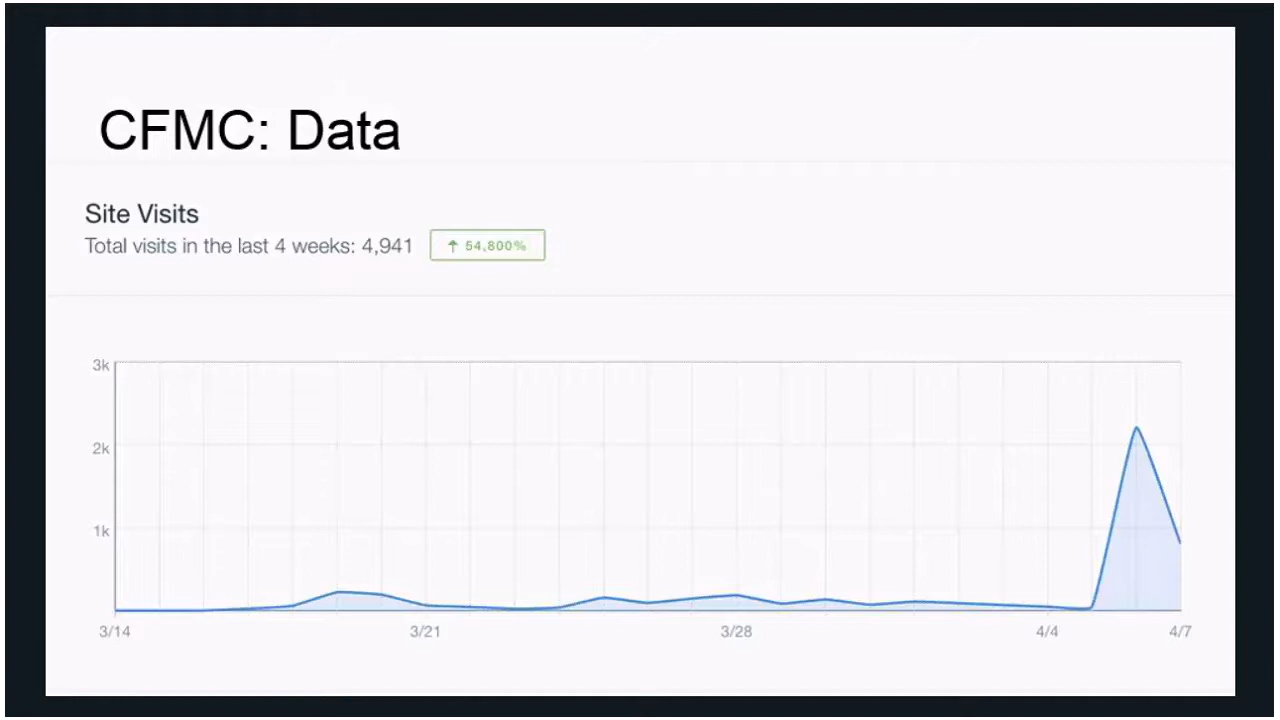 CFMC: Data
Site Visits
Total visits in the last 4 weeks: 4,941 ↑ 54,800%
3k
2k
1k
3/14 3/21 3/28 4/4 4/7